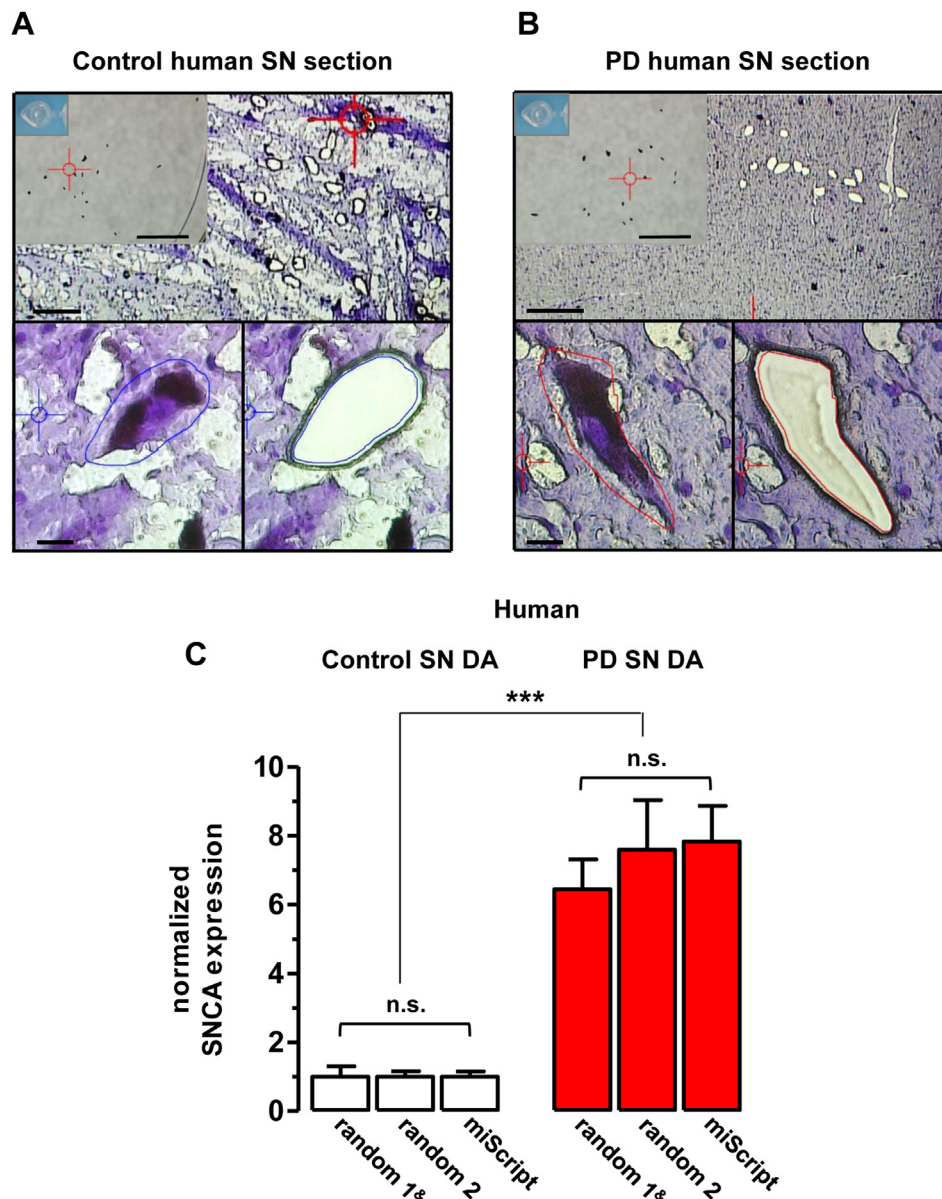 A
Control human SN section
B
PD human SN section
Human
C
Control SN DA
PD SN DA
***
n.s.
n.s.
10
8
6
4
2
0
normalized
SNCA expression
random 1&
random 2
miScript
random 1&
random 2
miScript